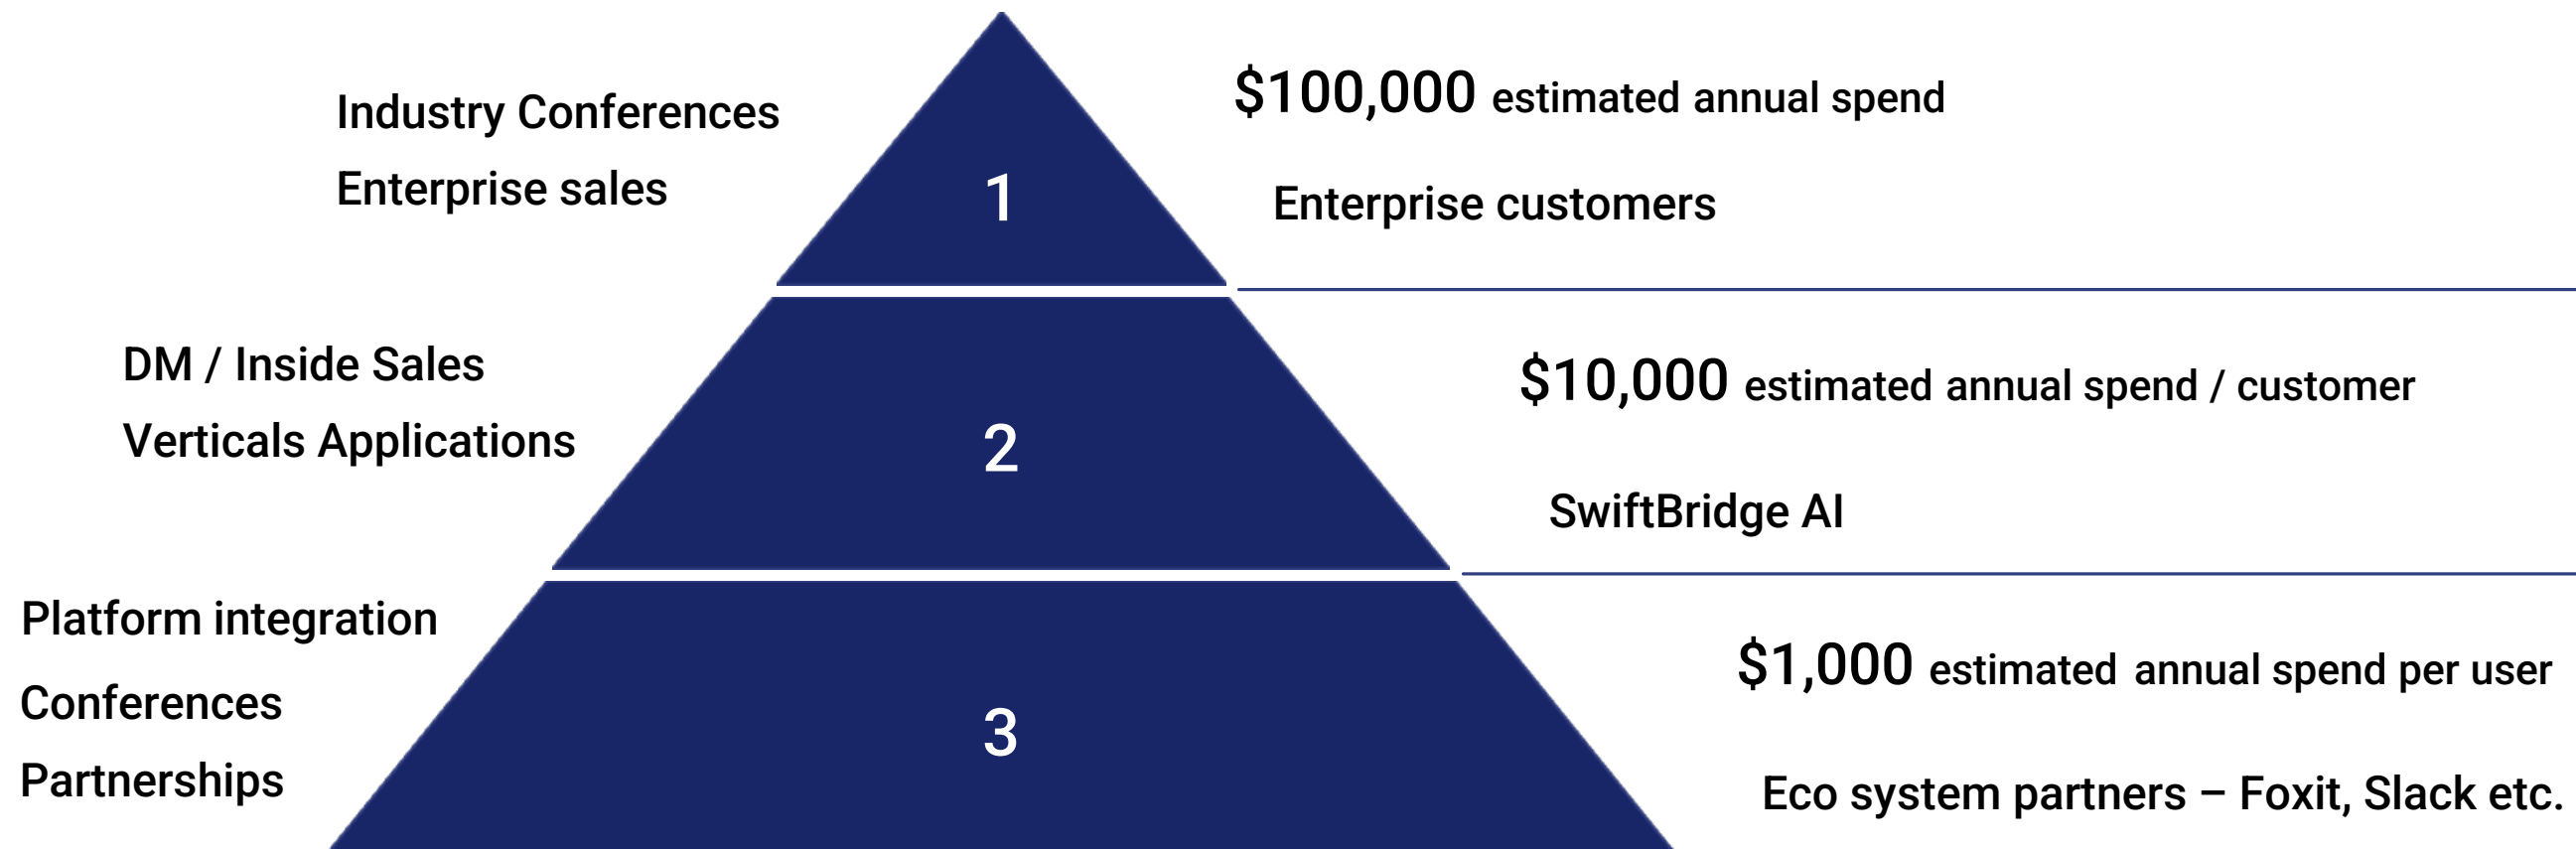 Industry Conferences
Enterprise sales
1
$100,000 estimated annual spend
Enterprise customers
DM / Inside Sales
Verticals Applications
2
$10,000 estimated annual spend / customer
SwiftBridge AI
Platform integration
Conferences
Partnerships
3
$1,000 estimated annual spend per user
Eco system partners – Foxit, Slack etc.